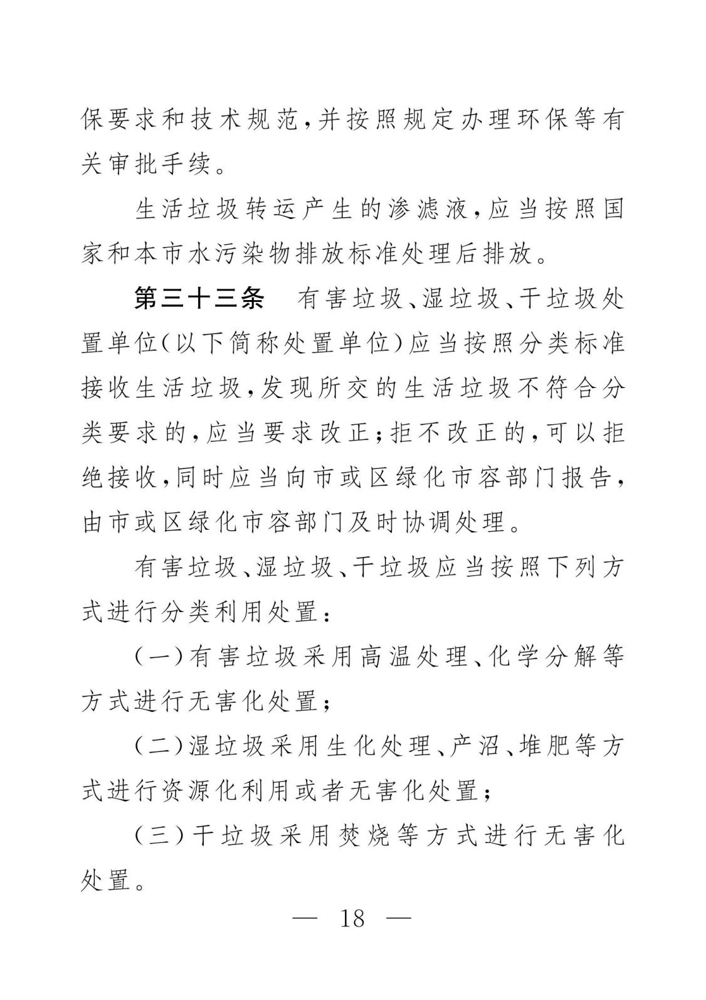 保要求和技术规范,并按照规定办理环保等有
关审批手续。
生活垃圾转运产生的渗滤液,应当按照国
家和本市水污染物排放标准处理后排放。
第三十三条　有害垃圾、湿垃圾、干垃圾处
置单位(以下简称处置单位)应当按照分类标准
接收生活垃圾,发现所交的生活垃圾不符合分
类要求的,应当要求改正;拒不改正的,可以拒
绝接收,同时应当向市或区绿化市容部门报告,
由市或区绿化市容部门及时协调处理。
有害垃圾、湿垃圾、干垃圾应当按照下列方
式进行分类利用处置:
(一)有害垃圾采用高温处理、化学分解等
方式进行无害化处置;
(二)湿垃圾采用生化处理、产沼、堆肥等方
式进行资源化利用或者无害化处置;
(三)干垃圾采用焚烧等方式进行无害化
处置。
— 18 —